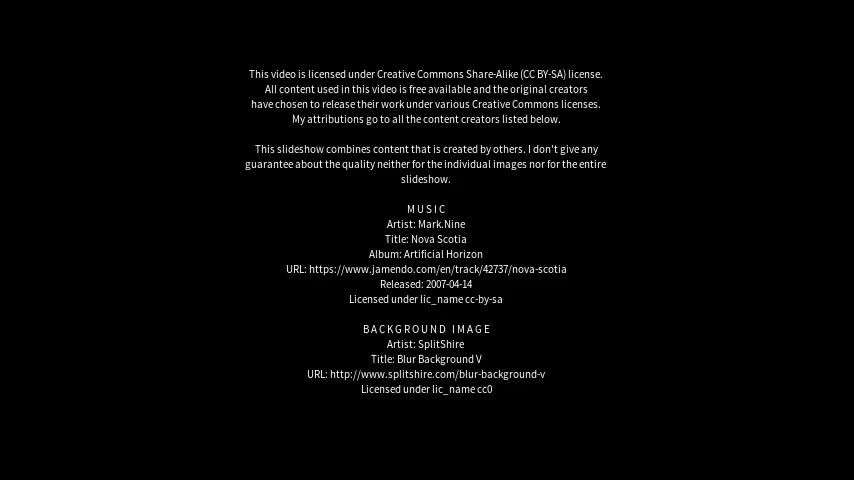 This video is licensed under Creative Commons Share-Alike (CC BY-SA) license.
All content used in this video is free available and the original creators
have chosen to release their work under various Creative Commons licenses.
My attributions go to all the content creators listed below.
This slideshow combines content that is created by others. I don't give any
guarantee about the quality neither for the individual images nor for the entire
slideshow.
MUSIC
Artist: Mark.Nine
Title: Nova Scotia
Album: Artificial Horizon
URL: https://www.jamendo.com/en/track/42737/nova-scotia
Released: 2007-04-14
Licensed under lic_name cc-by-sa
BACKGROUND IMAGE
Artist: SplitShire
Title: Blur Background V
URL: http://www.splitshire.com/blur-background-v
Licensed under lic_name cc0